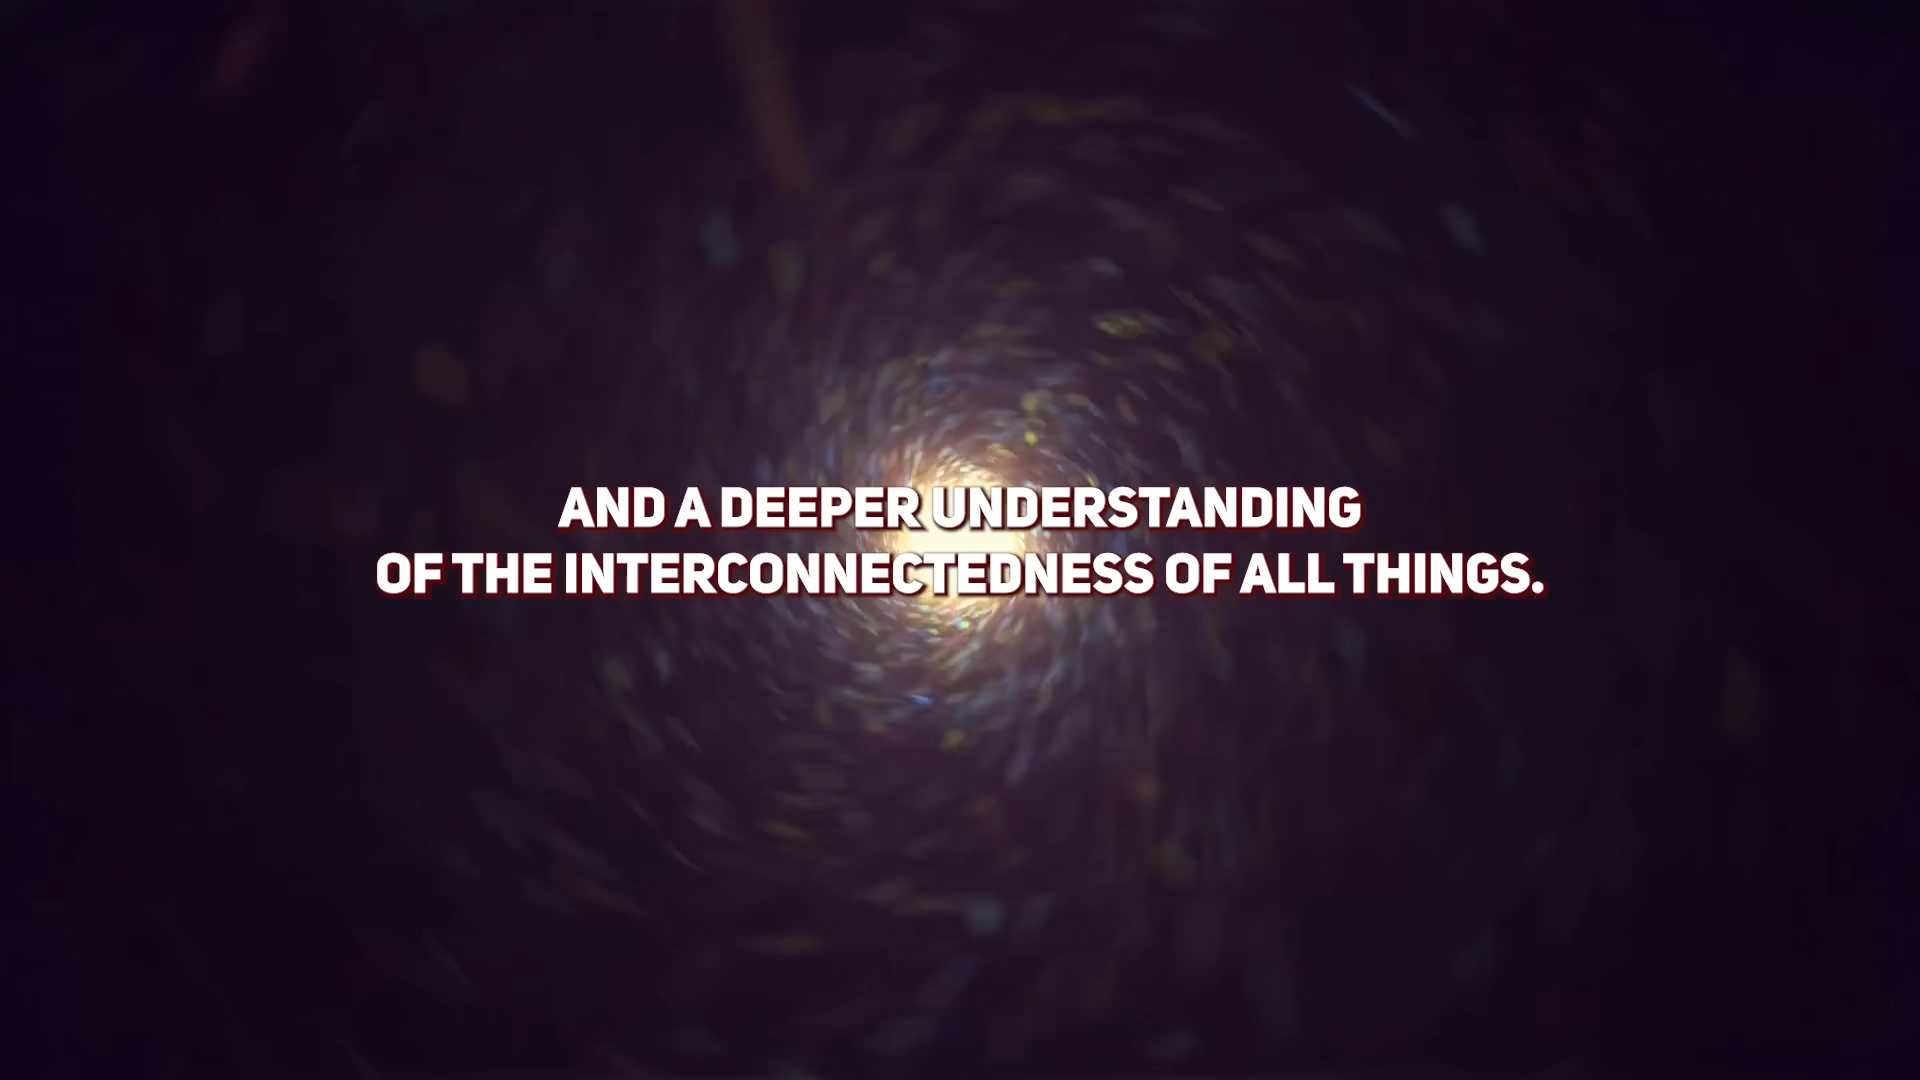 AND A DEEPER UNDERSTANDING
OF THE INTERCONNECTEDNESS OF ALL THINGS.